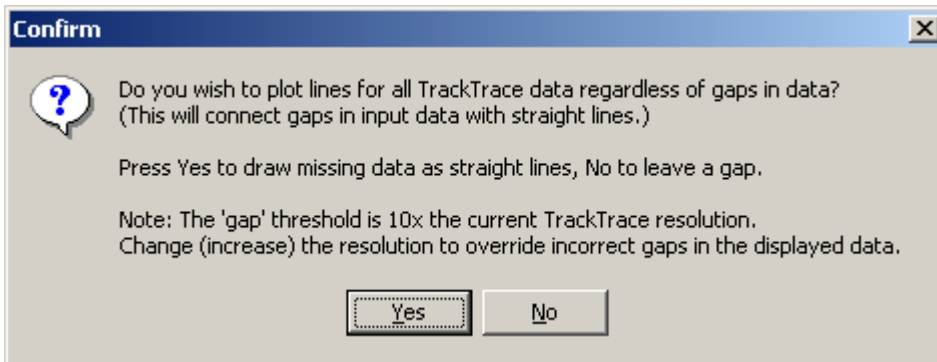 Confirm
Do you wish to plot lines for all TrackTrace data regardless of gaps in data?
(This will connect gaps in input data with straight lines.)
Press Yes to draw missing data as straight lines, No to leave a gap.
Note: The 'gap' threshold is 10x the current TrackTrace resolution.
Change (increase) the resolution to override incorrect gaps in the displayed data.
Yes No